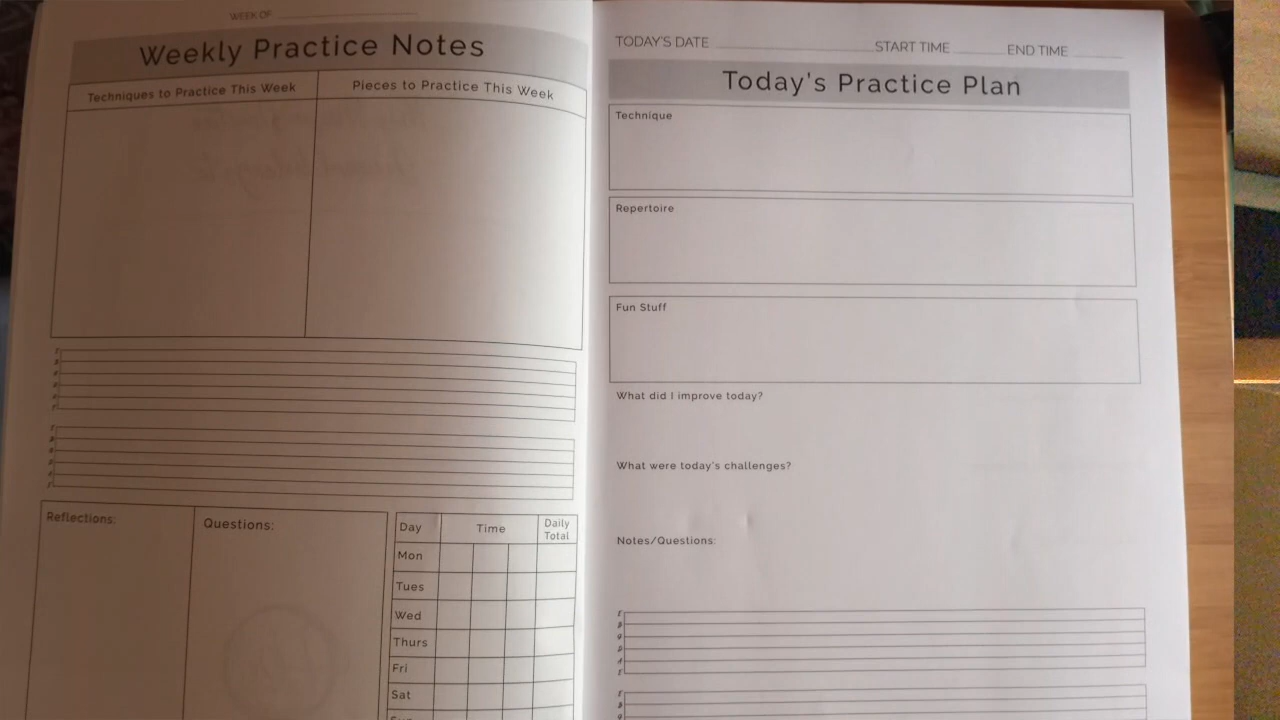 WEEK OF
Weekly Practice Notes
Techniques to Practice This Week
Pieces to Practice This Week
Reflections:
Questions:
Day Time Daily Total
Mon
Tues
Wed
Thurs
Fri
Sat
TODAY'S DATE START TIME END TIME
Today's Practice Plan
Technique
Repertoire
Fun Stuff
What did I improve today?
What were today's challenges?
Notes/Questions: